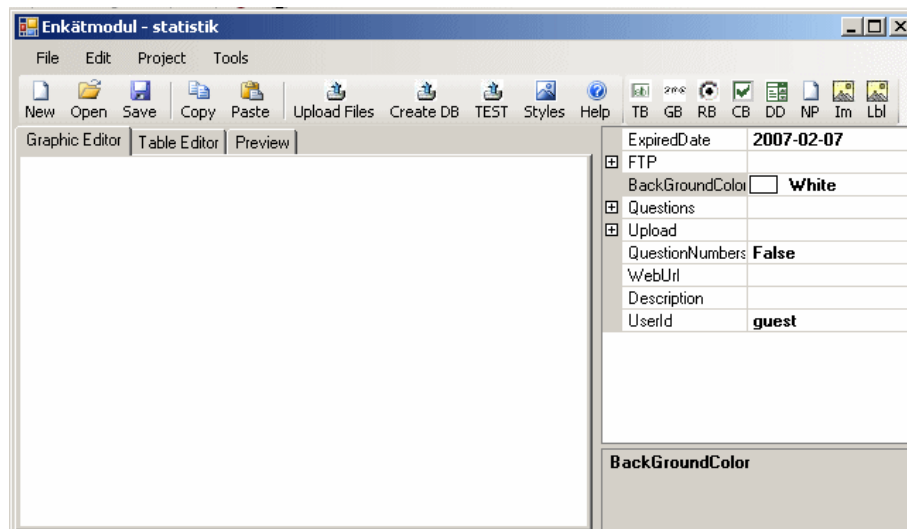 Enkätmodul - statistik
File Edit Project Tools
New Open Save Copy Paste Upload Files Create DB TEST Styles Help TB GB RB CB DD NP Im Lbl
Graphic Editor Table Editor Preview
ExpiredDate 2007-02-07
FTP
BackGroundColor White
Questions
Upload
QuestionNumbers False
WebUrl
Description
UserId guest
BackGroundColor